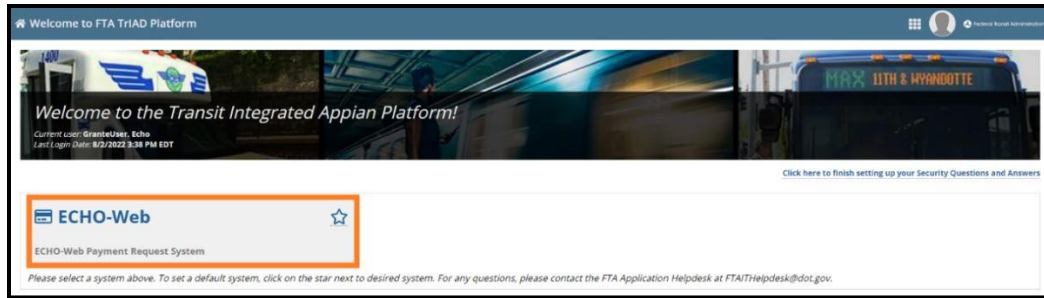 Welcome to FTA TrIAD Platform
Federal Transit Administration
1400
MAX 11TH & WYANDOTTE
Welcome to the Transit Integrated Appian Platform!
Current user: GranteUser, Echo
Last Login Date: 8/2/2022 3:38 PM EDT
Click here to finish setting up your Security Questions and Answers
ECHO-Web
ECHO-Web Payment Request System
Please select a system above. To set a default system, click on the star next to desired system. For any questions, please contact the FTA Application Helpdesk at FTAITHelpdesk@dot.gov.